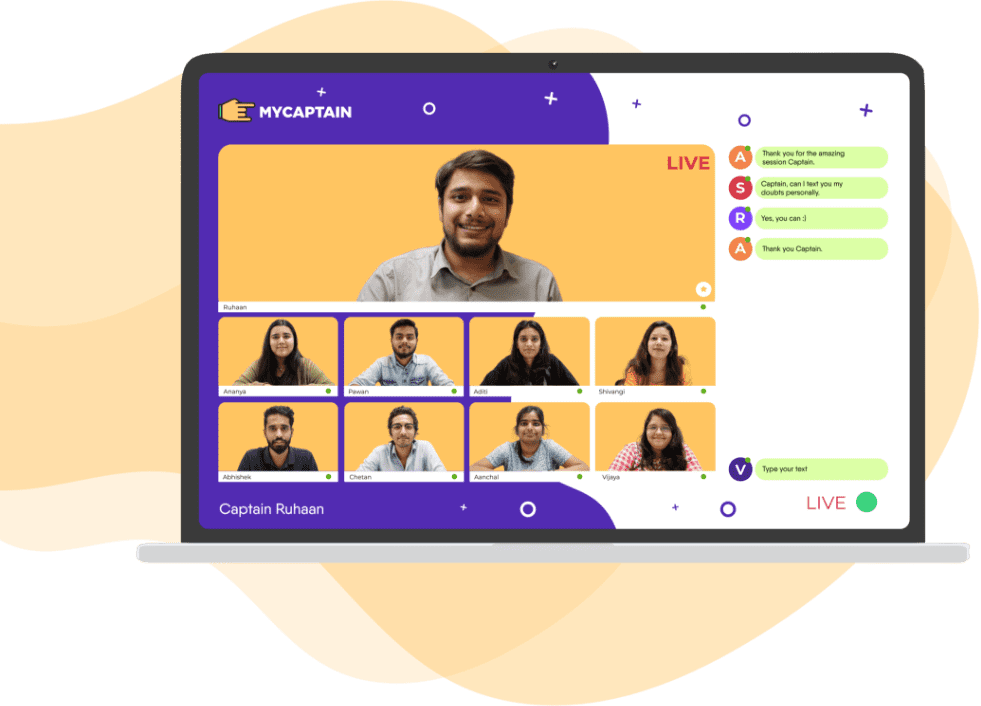 MYCAPTAIN
LIVE
Ruhaan
Ananya
Pawan
Aditi
Shivangi
Abhishek
Chetan
Aanchal
Vijaya
Captain Ruhaan
A
Thank you for the amazing
session Captain.
S
Captain, can I text you my
doubts personally.
R
Yes, you can :)
A
Thank you Captain.
V
Type your text
LIVE